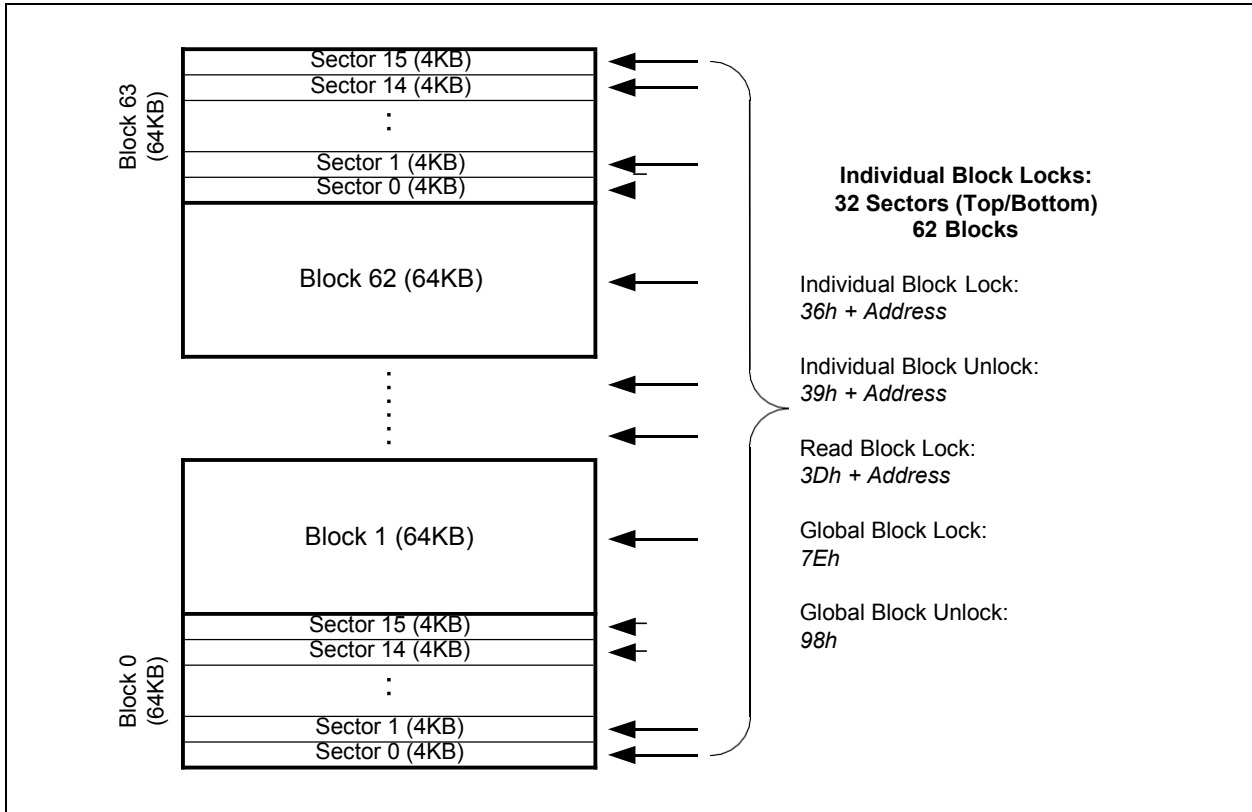 Block 63
(64KB)
Sector 15 (4KB)
Sector 14 (4KB)
:
Sector 1 (4KB)
Sector 0 (4KB)
Block 62 (64KB)
Block 1 (64KB)
Block 0
(64KB)
Sector 15 (4KB)
Sector 14 (4KB)
:
Sector 1 (4KB)
Sector 0 (4KB)
Individual Block Locks:
32 Sectors (Top/Bottom)
62 Blocks
Individual Block Lock:
36h + Address
Individual Block Unlock:
39h + Address
Read Block Lock:
3Dh + Address
Global Block Lock:
7Eh
Global Block Unlock:
98h